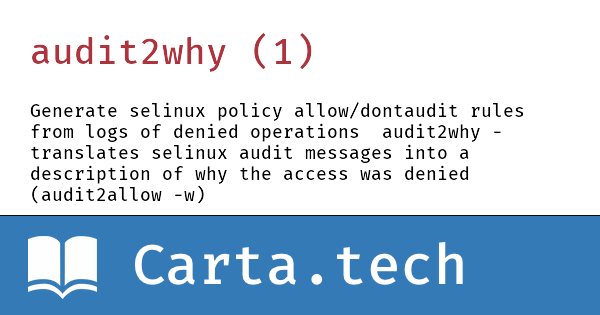 audit2why (1)
Generate selinux policy allow/dontaudit rules
from logs of denied operations  audit2why -
translates selinux audit messages into a
description of why the access was denied
(audit2allow -w)
Carta.tech